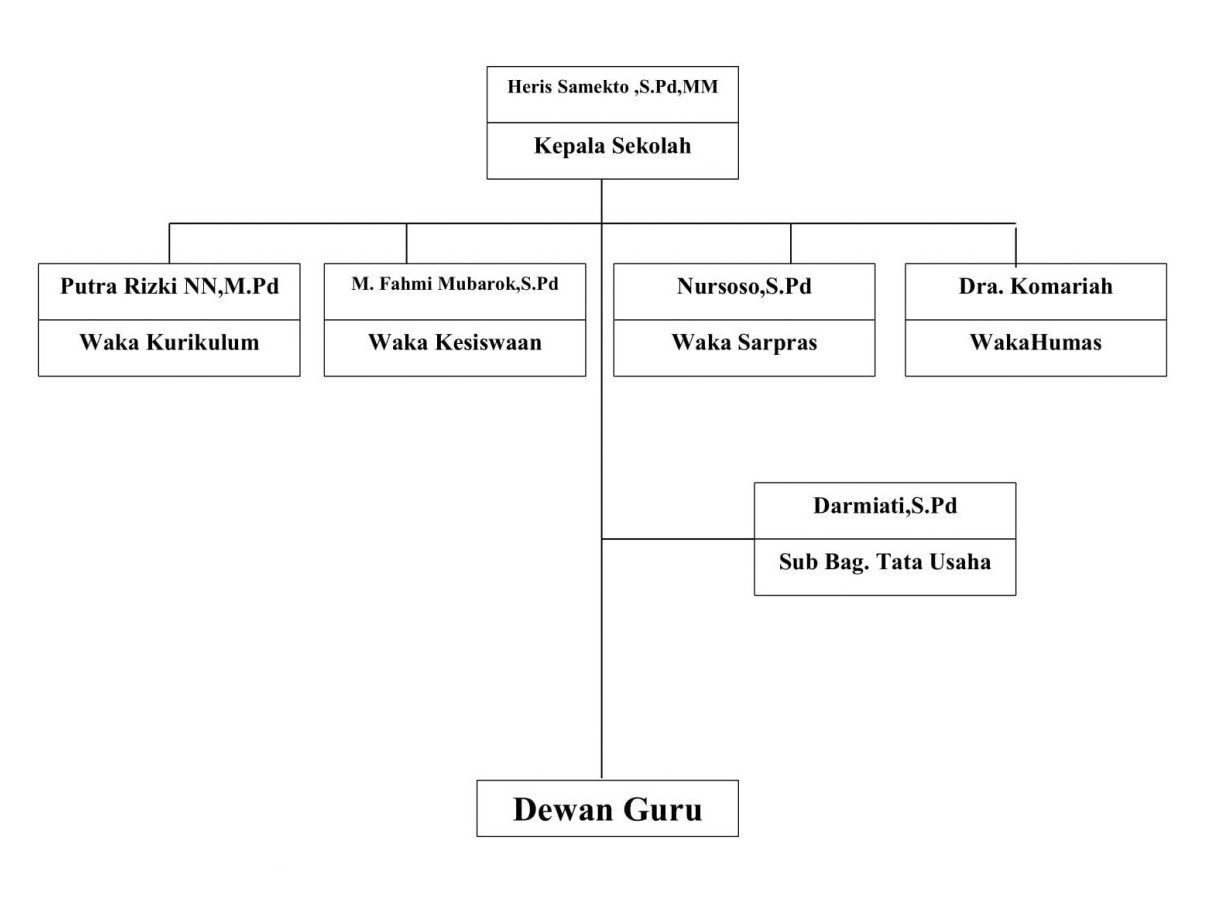 Heris Samekto ,S.Pd,MM
Kepala Sekolah
Putra Rizki NN,M.Pd
Waka Kurikulum
M. Fahmi Mubarok,S.Pd
Waka Kesiswaan
Nursoso,S.Pd
Waka Sarpras
Dra. Komariah
WakaHumas
Darmiati,S.Pd
Sub Bag. Tata Usaha
Dewan Guru